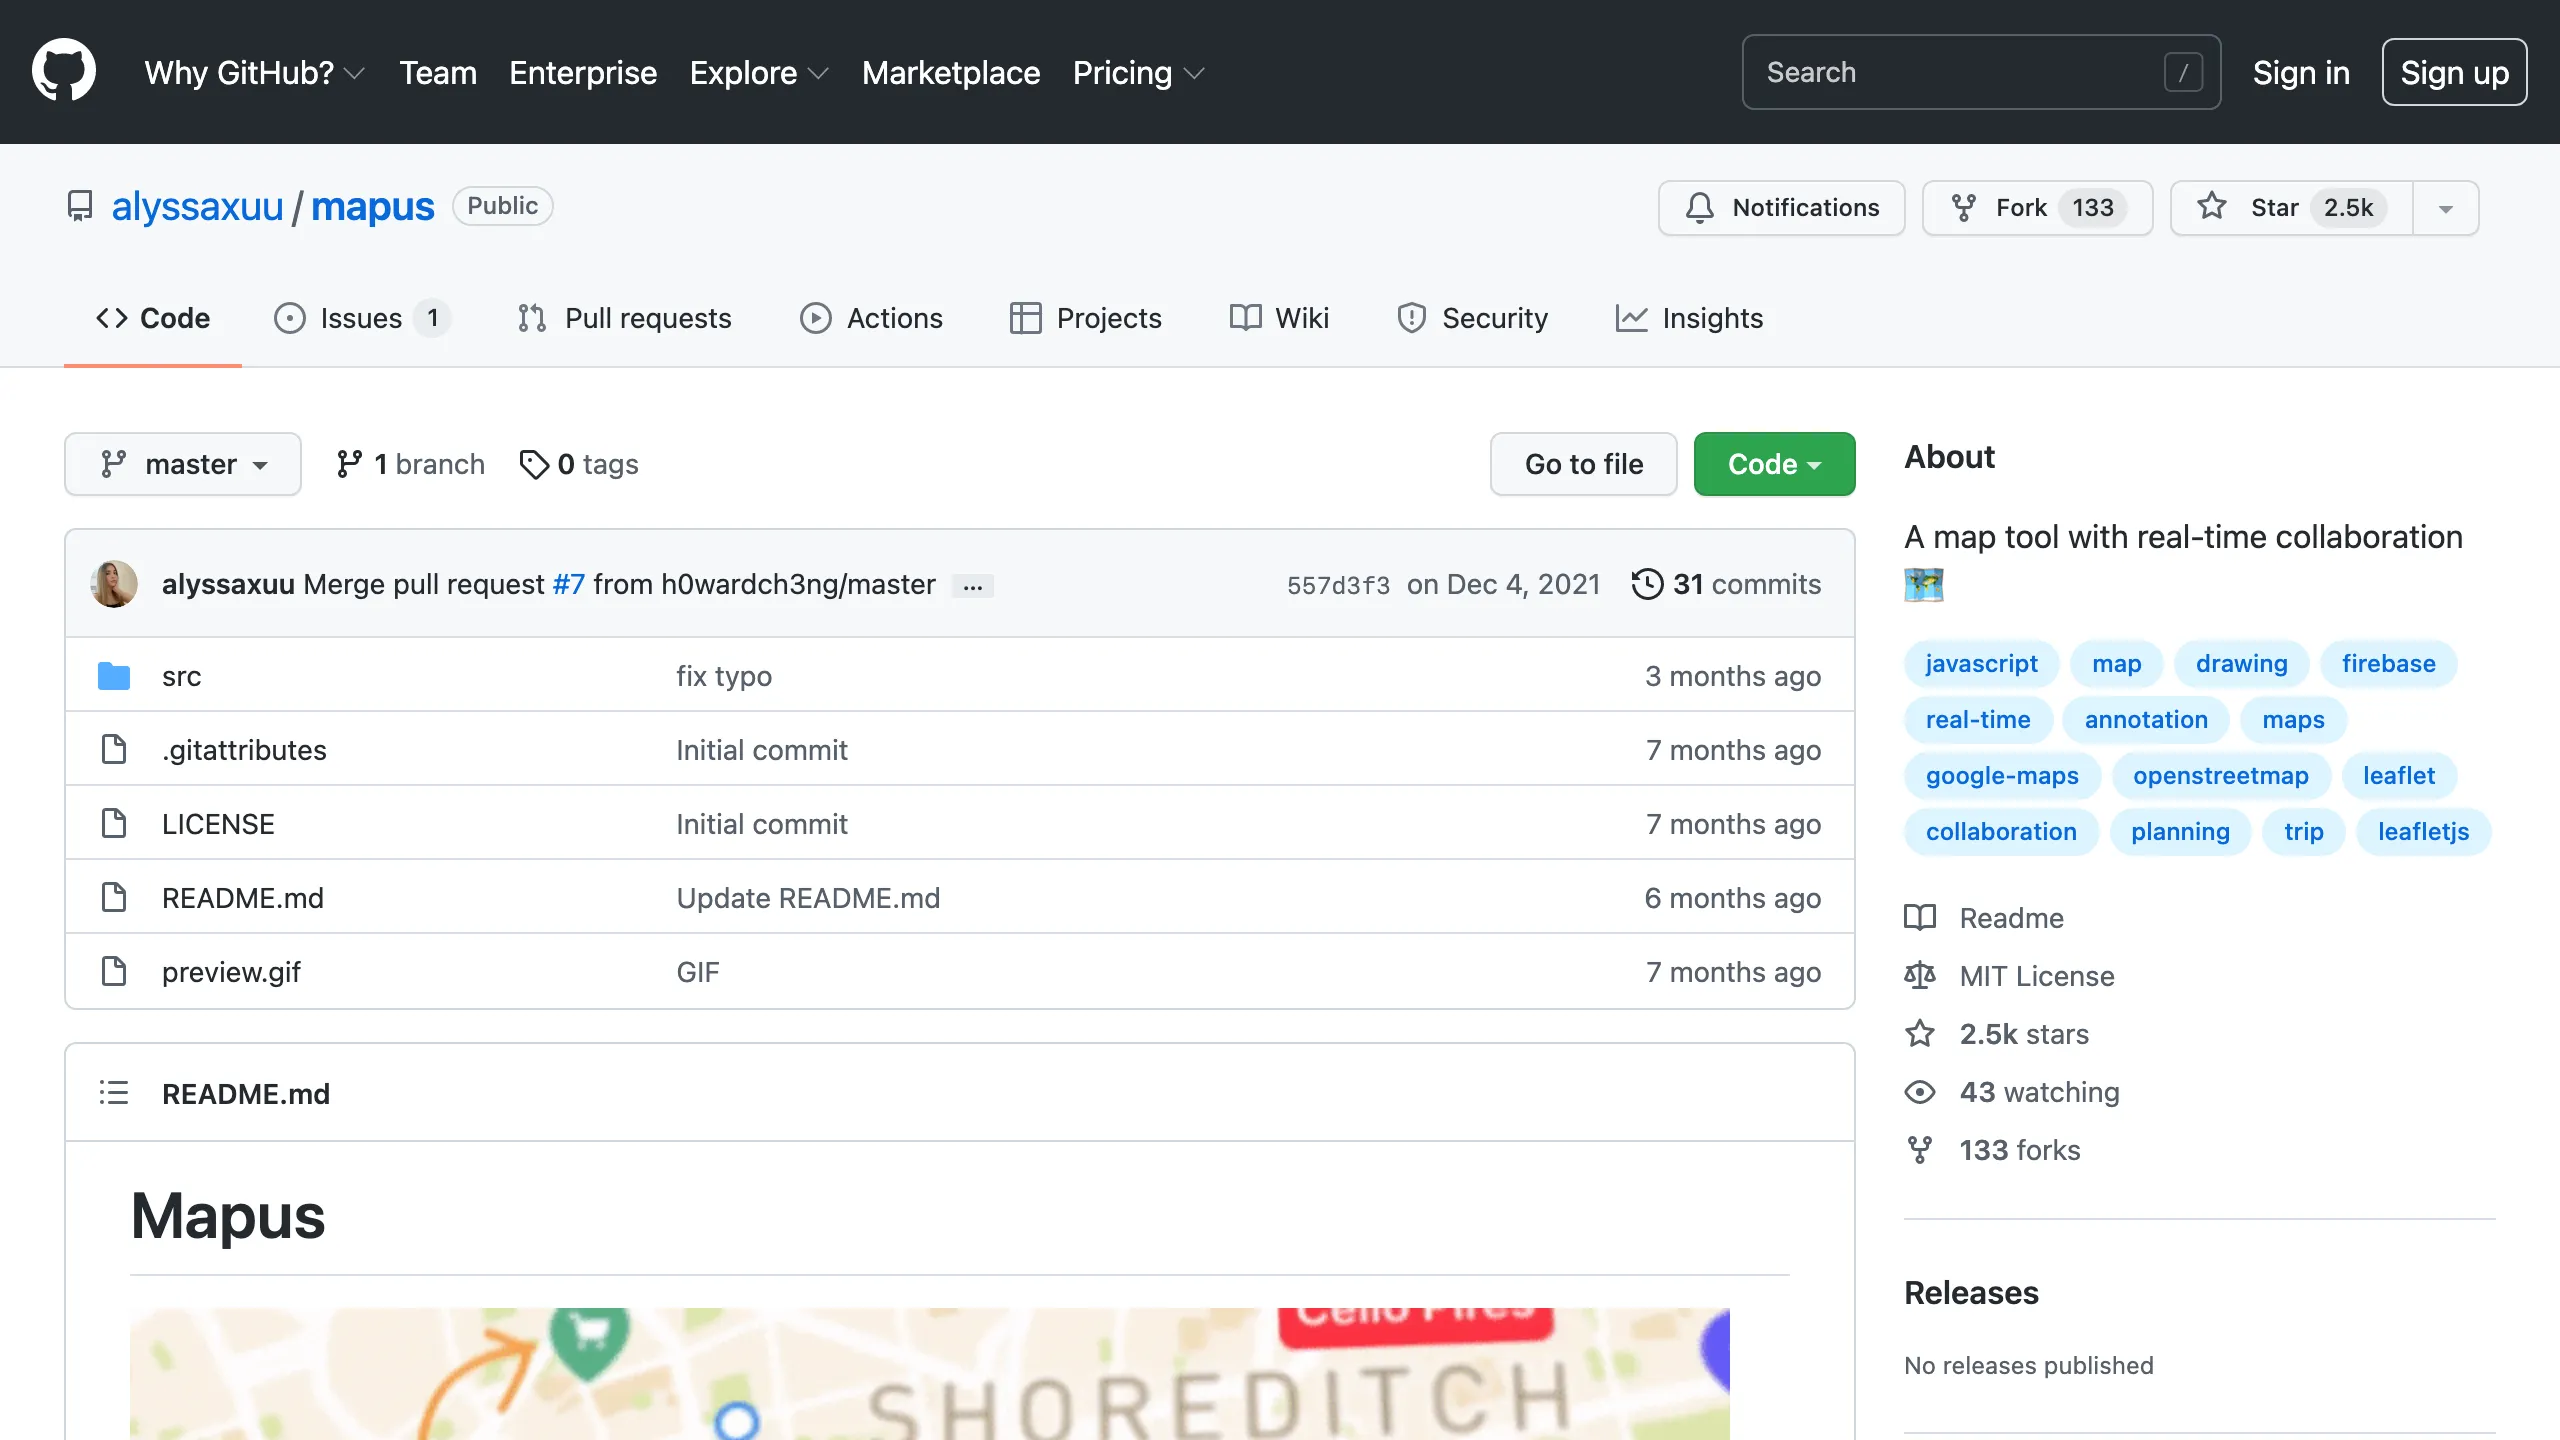 Why GitHub? Team Enterprise Explore Marketplace Pricing Search / Sign in Sign up
alyssaxuu / mapus Public Notifications Fork 133 Star 2.5k
Code Issues 1 Pull requests Actions Projects Wiki Security Insights
master 1 branch 0 tags Go to file Code
alyssaxuu Merge pull request #7 from h0wardch3ng/master ... 557d3f3 on Dec 4, 2021 31 commits
src fix typo 3 months ago
.gitattributes Initial commit 7 months ago
LICENSE Initial commit 7 months ago
README.md Update README.md 6 months ago
preview.gif GIF 7 months ago
README.md
Mapus
Cello Pires
SHOREDITCH
About
A map tool with real-time collaboration
javascript map drawing firebase
real-time annotation maps
google-maps openstreetmap leaflet
collaboration planning trip leafletjs
Readme
MIT License
2.5k stars
43 watching
133 forks
Releases
No releases published